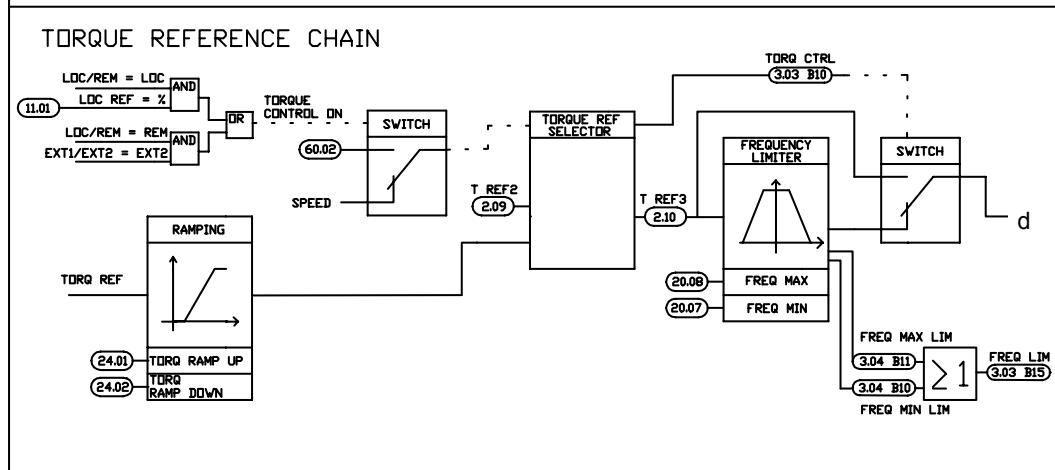 TORQUE REFERENCE CHAIN
LOC/REM = LOC
AND
11.01
LOC REF = %
OR
TORQUE
CONTROL ON
LOC/REM = REM
AND
EXT1/EXT2 = EXT2
SWITCH
60.02
SPEED
TORQUE REF
SELECTOR
T REF2
2.09
T REF3
2.10
TORQ CTRL
3.03 B10
FREQUENCY
LIMITER
SWITCH
d
RAMPING
TORQ REF
24.01
TORQ RAMP UP
24.02
TORQ
RAMP DOWN
20.08
FREQ MAX
20.07
FREQ MIN
FREQ MAX LIM
3.04 B11
3.04 B10
FREQ MIN LIM
∑ 1
FREQ LIM
3.03 B15